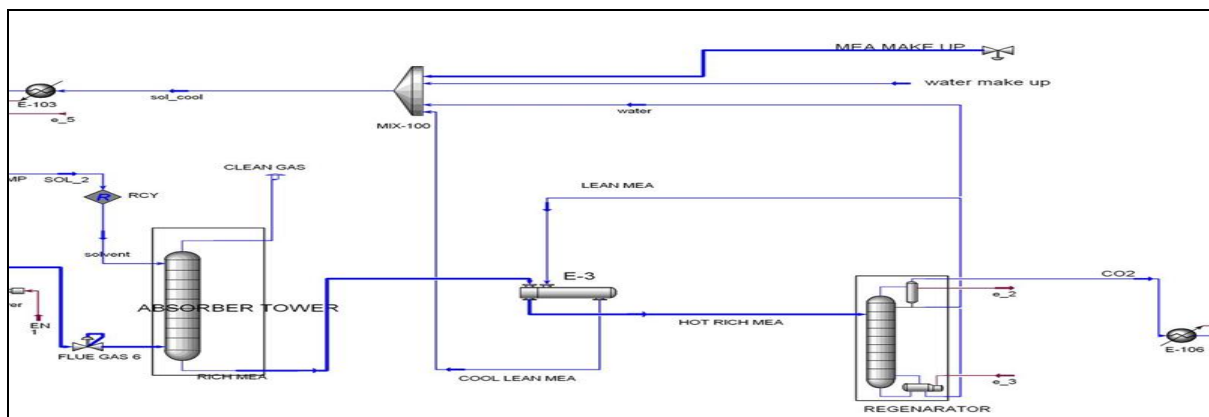 MEA MAKE UP
water make up
E-103
sol_cool
e_5
water
MIX-100
CLEAN GAS
MP
SOL_2
R
RCY
LEAN MEA
solvent
E-3
ABSORBER TOWER
CO2
e_2
EN
1
HOT RICH MEA
FLUE GAS 6
E-106
RICH MEA
COOL LEAN MEA
e_3
REGENARATOR